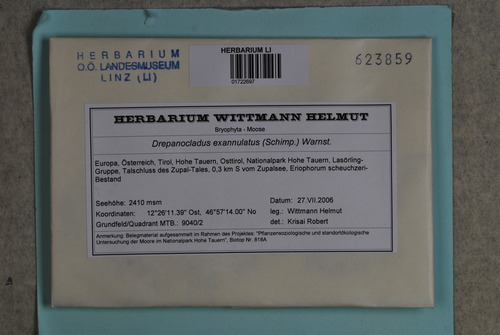 HERBARIUM
O.Ö. LANDESMUSEUM
LINZ (LI)
HERBARIUM LI
01722697
623859
HERBARIUM WITTMANN HELMUT
Bryophyta - Moose
Drepanocladus exannulatus (Schimp.) Warnst.
Europa, Österreich, Tirol, Hohe Tauern, Osttirol, Nationalpark Hohe Tauern, Lasörling-
Gruppe, Talschluss des Zupal-Tales, 0,3 km S vom Zupalsee, Eriophorum scheuchzeri-
Bestand
Seehöhe: 2410 msm
Datum: 27.VII.2006
Koordinaten: 12°26'11.39" Ost, 46°57'14.00" No
leg.: Wittmann Helmut
Grundfeld/Quadrant MTB.: 9040/2
det.: Krisai Robert
Anmerkung: Belegmaterial aufgesammelt im Rahmen des Projektes: "Pflanzensoziologische und standortökologische
Untersuchung der Moore im Nationalpark Hohe Tauern", Biotop Nr. 816A